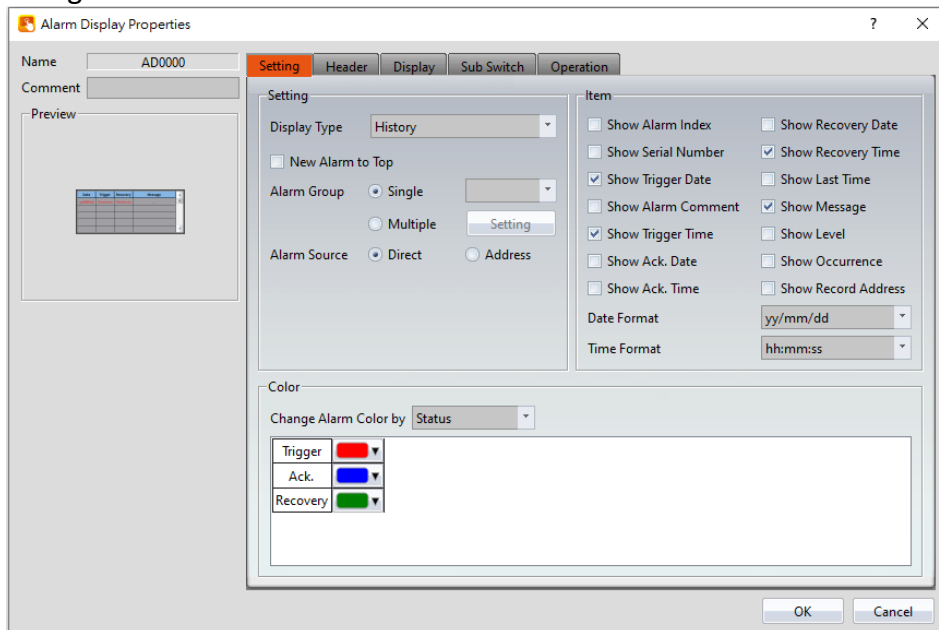 Alarm Display Properties ? ×
Name AD0000
Comment
Preview
Setting Header Display Sub Switch Operation
Setting
Display Type History
New Alarm to Top
Alarm Group Single
Multiple Setting
Alarm Source Direct Address
Item
Show Alarm Index Show Recovery Date
Show Serial Number Show Recovery Time
Show Trigger Date Show Last Time
Show Alarm Comment Show Message
Show Trigger Time Show Level
Show Ack. Date Show Occurrence
Show Ack. Time Show Record Address
Date Format yy/mm/dd
Time Format hh:mm:ss
Color
Change Alarm Color by Status
Trigger
Ack.
Recovery
OK Cancel